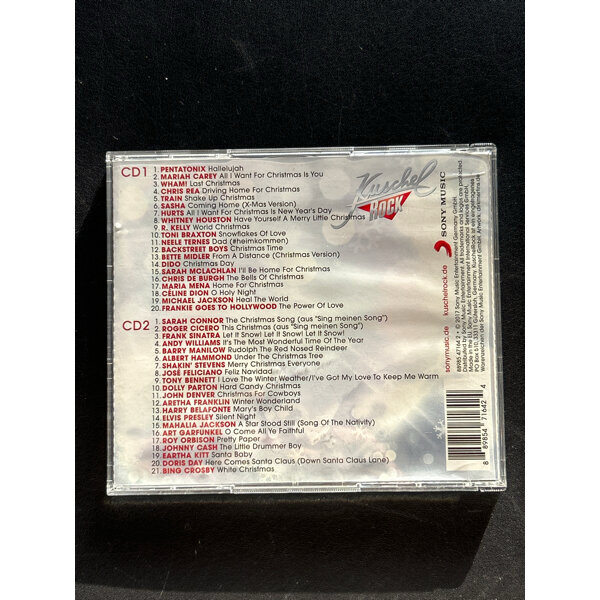 CD1
1. PENTATONIX Hallelujah
2. MARIAH CAREY All I Want For Christmas Is You
3. WHAM! Last Christmas
4. CHRIS REA Driving Home For Christmas
5. TRAIN Shake Up Christmas
6. SASHA Coming Home (X-Mas Version)
7. HURTS All I Want For Christmas Is New Year's Day
8. WHITNEY HOUSTON Have Yourself A Merry Little Christmas
9. R. KELLY World Christmas
10. TONI BRAXTON Snowflakes Of Love
11. NEELE TERNES Dad (#heimkommen)
12. BACKSTREET BOYS Christmas Time
13. BETTE MIDLER From A Distance (Christmas Version)
14. DIDO Christmas Day
15. SARAH MCLACHLAN I'll Be Home For Christmas
16. CHRIS DE BURGH The Bells Of Christmas
17. MARIA MENA Home For Christmas
18. CÉLINE DION O Holy Night
19. MICHAEL JACKSON Heal The World
20. FRANKIE GOES TO HOLLYWOOD The Power Of Love
CD2
1. SARAH CONNOR The Christmas Song (aus "Sing meinen Song")
2. ROGER CICERO This Christmas (aus "Sing meinen Song")
3. FRANK SINATRA Let It Snow! Let It Snow! Let It Snow!
4. ANDY WILLIAMS It's The Most Wonderful Time Of The Year
5. BARRY MANILOW Rudolph The Red Nosed Reindeer
6. ALBERT HAMMOND Under The Christmas Tree
7. SHAKIN' STEVENS Merry Christmas Everyone
8. JOSÉ FELICIANO Feliz Navidad
9. TONY BENNETT I Love The Winter Weather/I've Got My Love To Keep Me Warm
10. DOLLY PARTON Hard Candy Christmas
11. JOHN DENVER Christmas For Cowboys
12. ARETHA FRANKLIN Winter Wonderland
13. HARRY BELAFONTE Mary's Boy Child
14. ELVIS PRESLEY Silent Night
15. MAHALIA JACKSON A Star Stood Still (Song Of The Nativity)
16. ART GARFUNKEL O Come All Ye Faithful
17. ROY ORBISON Pretty Paper
18. JOHNNY CASH The Little Drummer Boy
19. EARTHA KITT Santa Baby
20. DORIS DAY Here Comes Santa Claus (Down Santa Claus Lane)
21. BING CROSBY White Christmas
Kuschel
ROCK
SONY MUSIC
sonymusic.de kuschelrock.de
88985 47164 2 © 2017 Sony Music Entertainment Germany GmbH
8 89854 71642 4